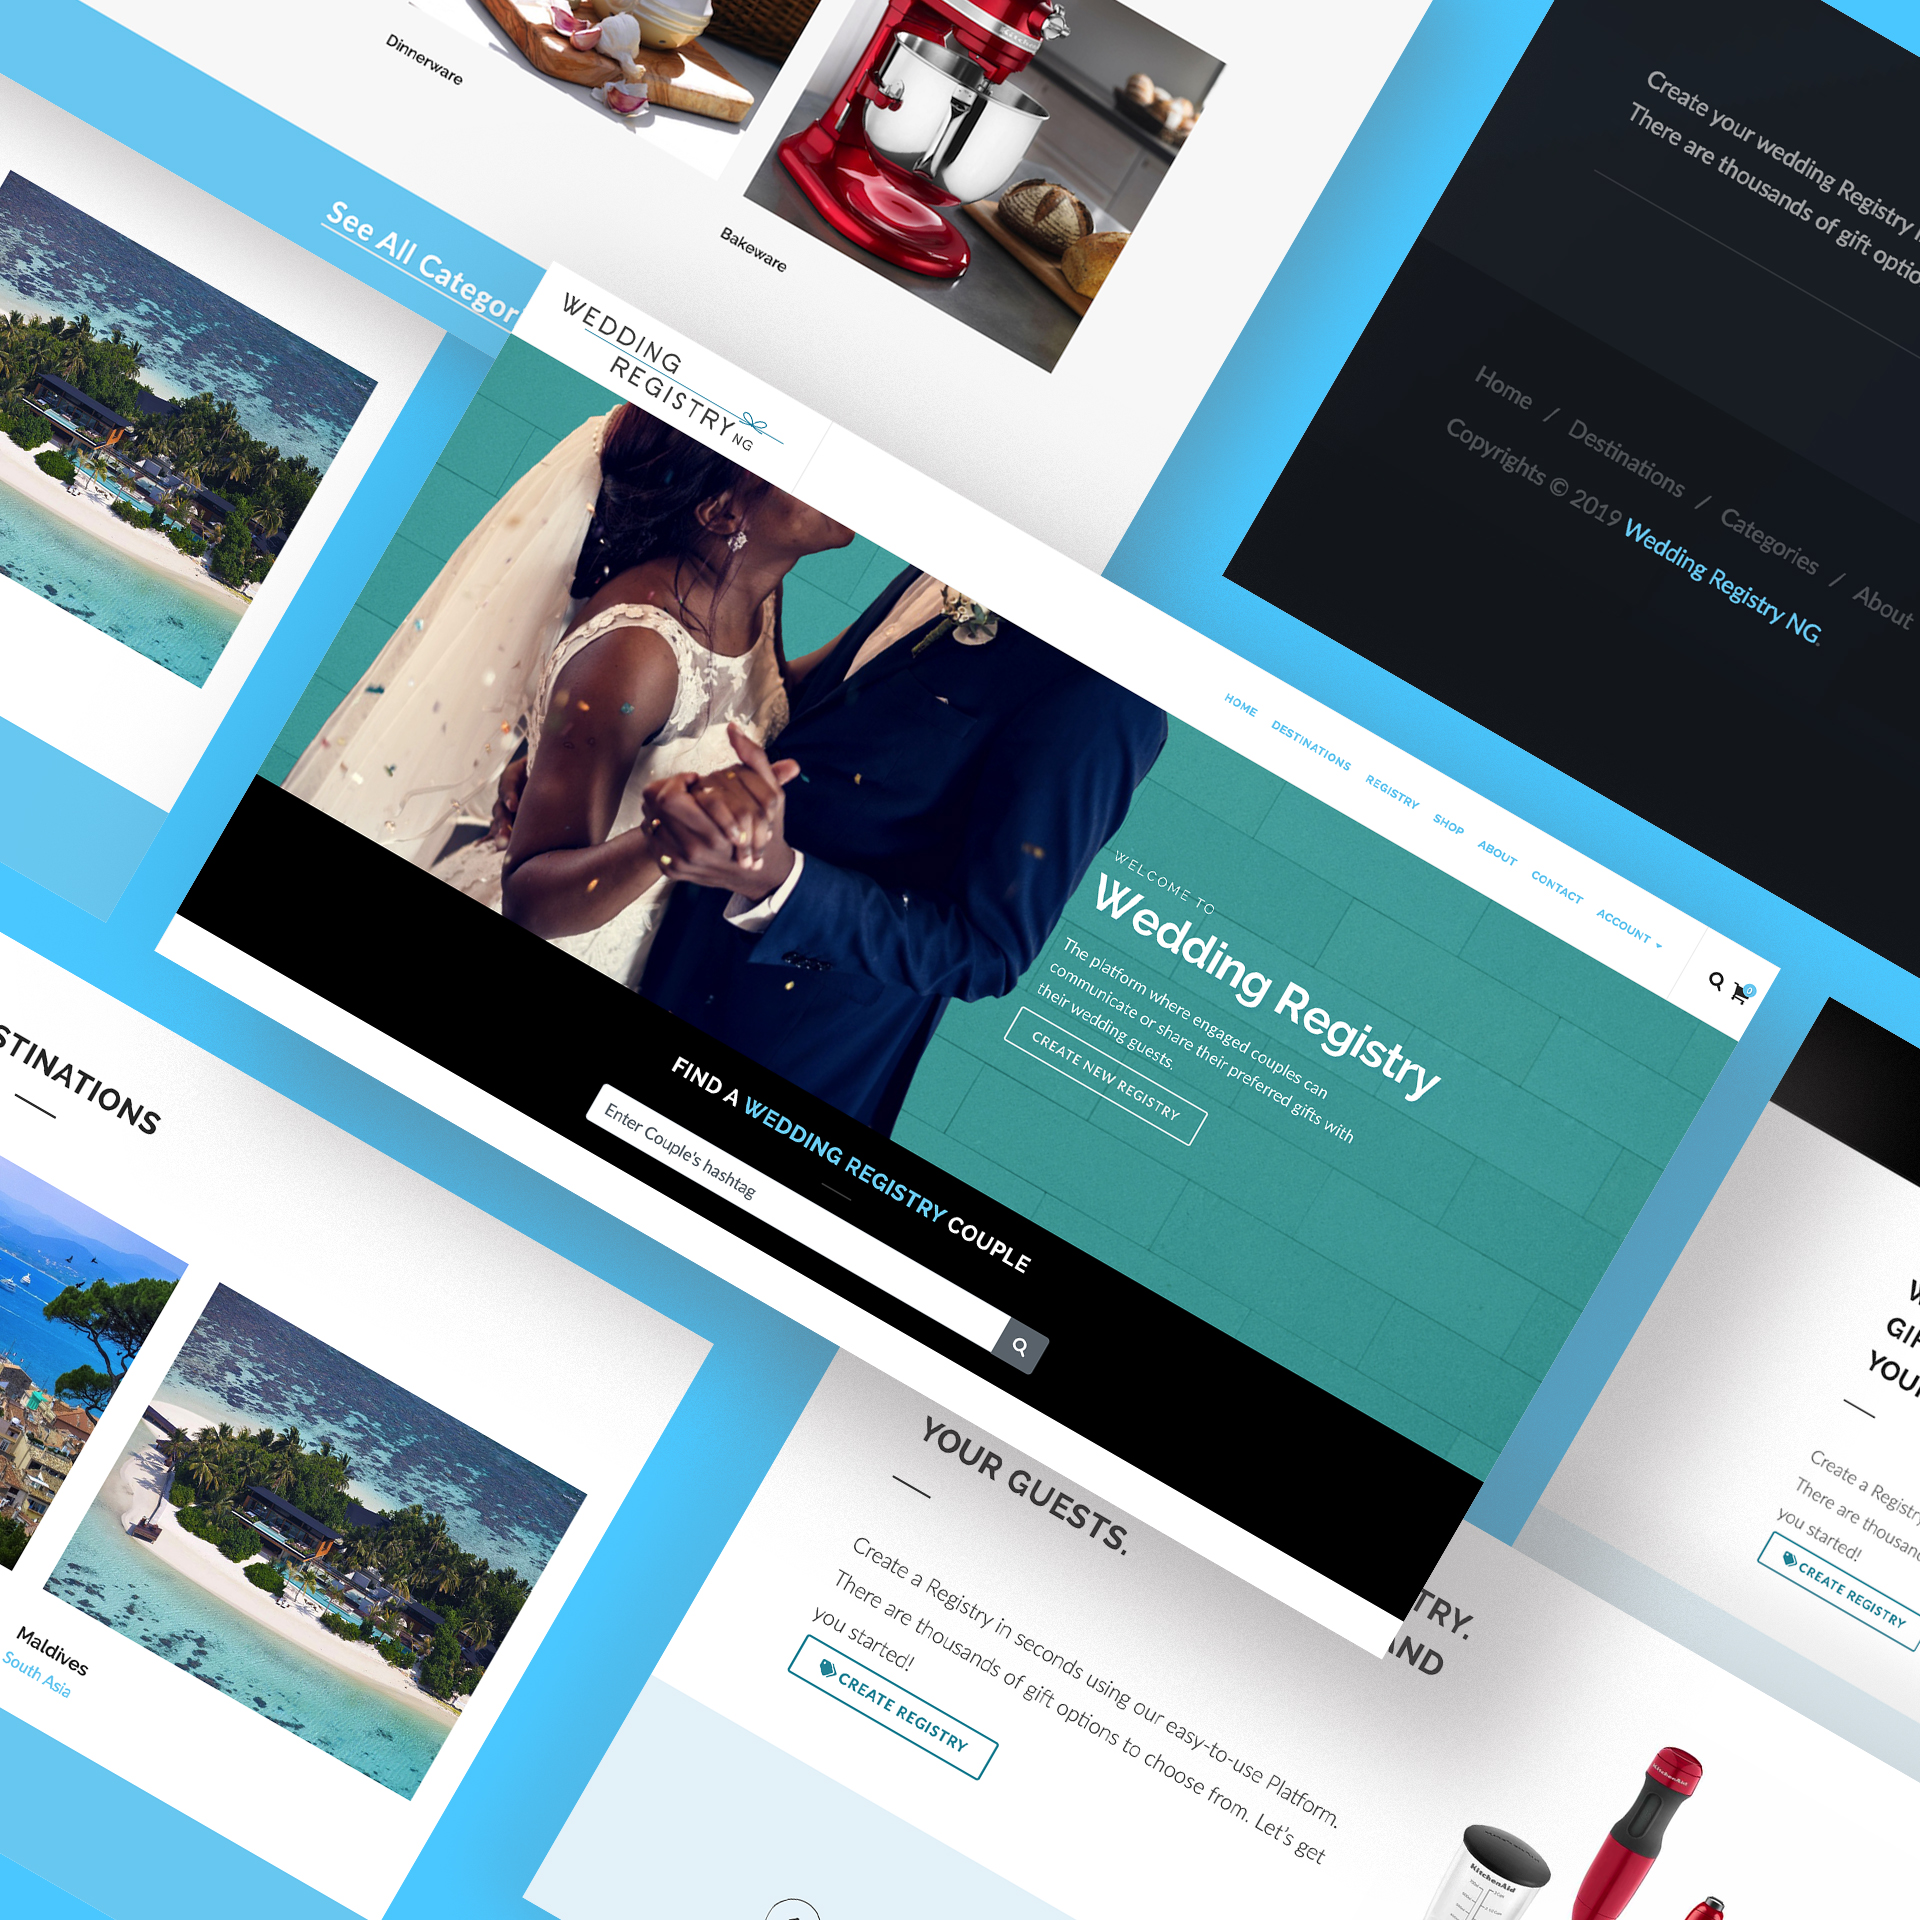 Dinnerware
Bakeware
See All Categor
Create your wedding Registry
There are thousands of gift optio
Home / Destinations / Categories / About
Copyrights © 2019 Wedding Registry NG.
WEDDING
REGISTRY NG
HOME DESTINATIONS REGISTRY SHOP ABOUT CONTACT ACCOUNT
0
WELCOME TO
Wedding Registry
The platform where engaged couples can
communicate or share their preferred gifts with
their wedding guests.
CREATE NEW REGISTRY
FIND A WEDDING REGISTRY COUPLE
Enter Couple's hashtag
STINATIONS
Maldives
South Asia
YOUR GUESTS.
TRY.
AND
Create a Registry in seconds using our easy-to-use Platform.
There are thousands of gift options to choose from. Let's get
you started!
CREATE REGISTRY
KitchenAid
KitchenAid
GIF
YOU
Create a Registry
There are thousan
you started!
CREATE REGISTRY